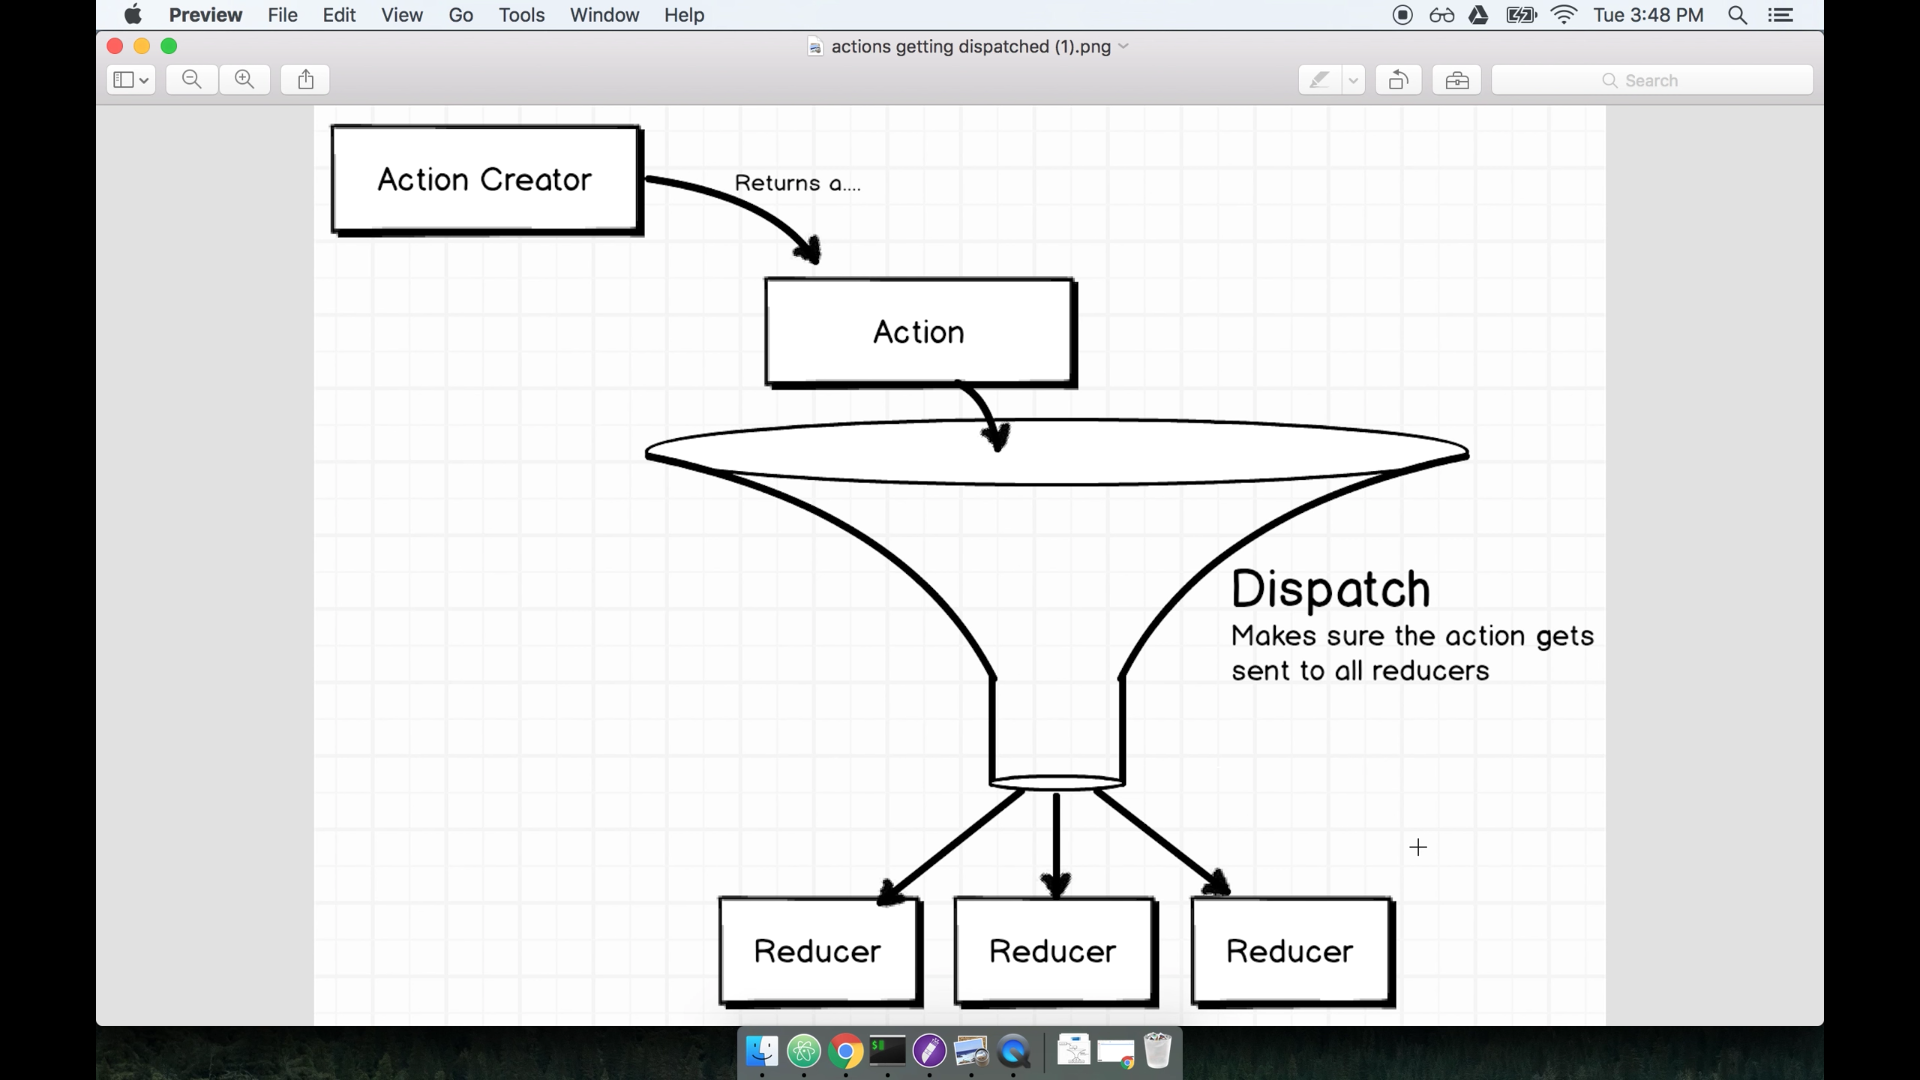 Preview File Edit View Go Tools Window Help Tue 3:48 PM
actions getting dispatched (1).png
Search
Action Creator
Returns a....
Action
Dispatch
Makes sure the action gets
sent to all reducers
Reducer Reducer Reducer